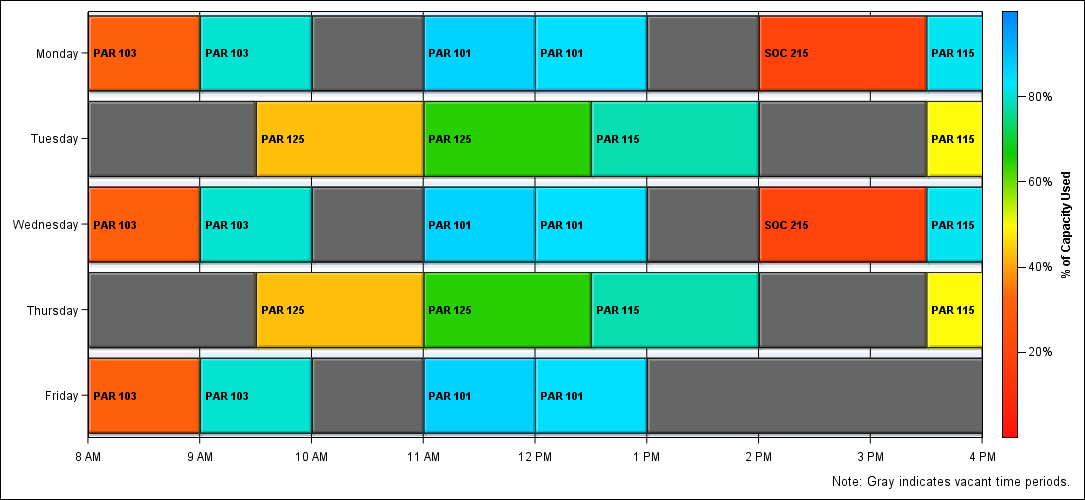 Monday PAR 103 PAR 103 PAR 101 PAR 101 SOC 215 PAR 115
Tuesday PAR 125 PAR 125 PAR 115 PAR 115
Wednesday PAR 103 PAR 103 PAR 101 PAR 101 SOC 215 PAR 115
Thursday PAR 125 PAR 125 PAR 115 PAR 115
Friday PAR 103 PAR 103 PAR 101 PAR 101
8 AM 9 AM 10 AM 11 AM 12 PM 1 PM 2 PM 3 PM 4 PM
80%
60%
40%
20%
% of Capacity Used
Note: Gray indicates vacant time periods.